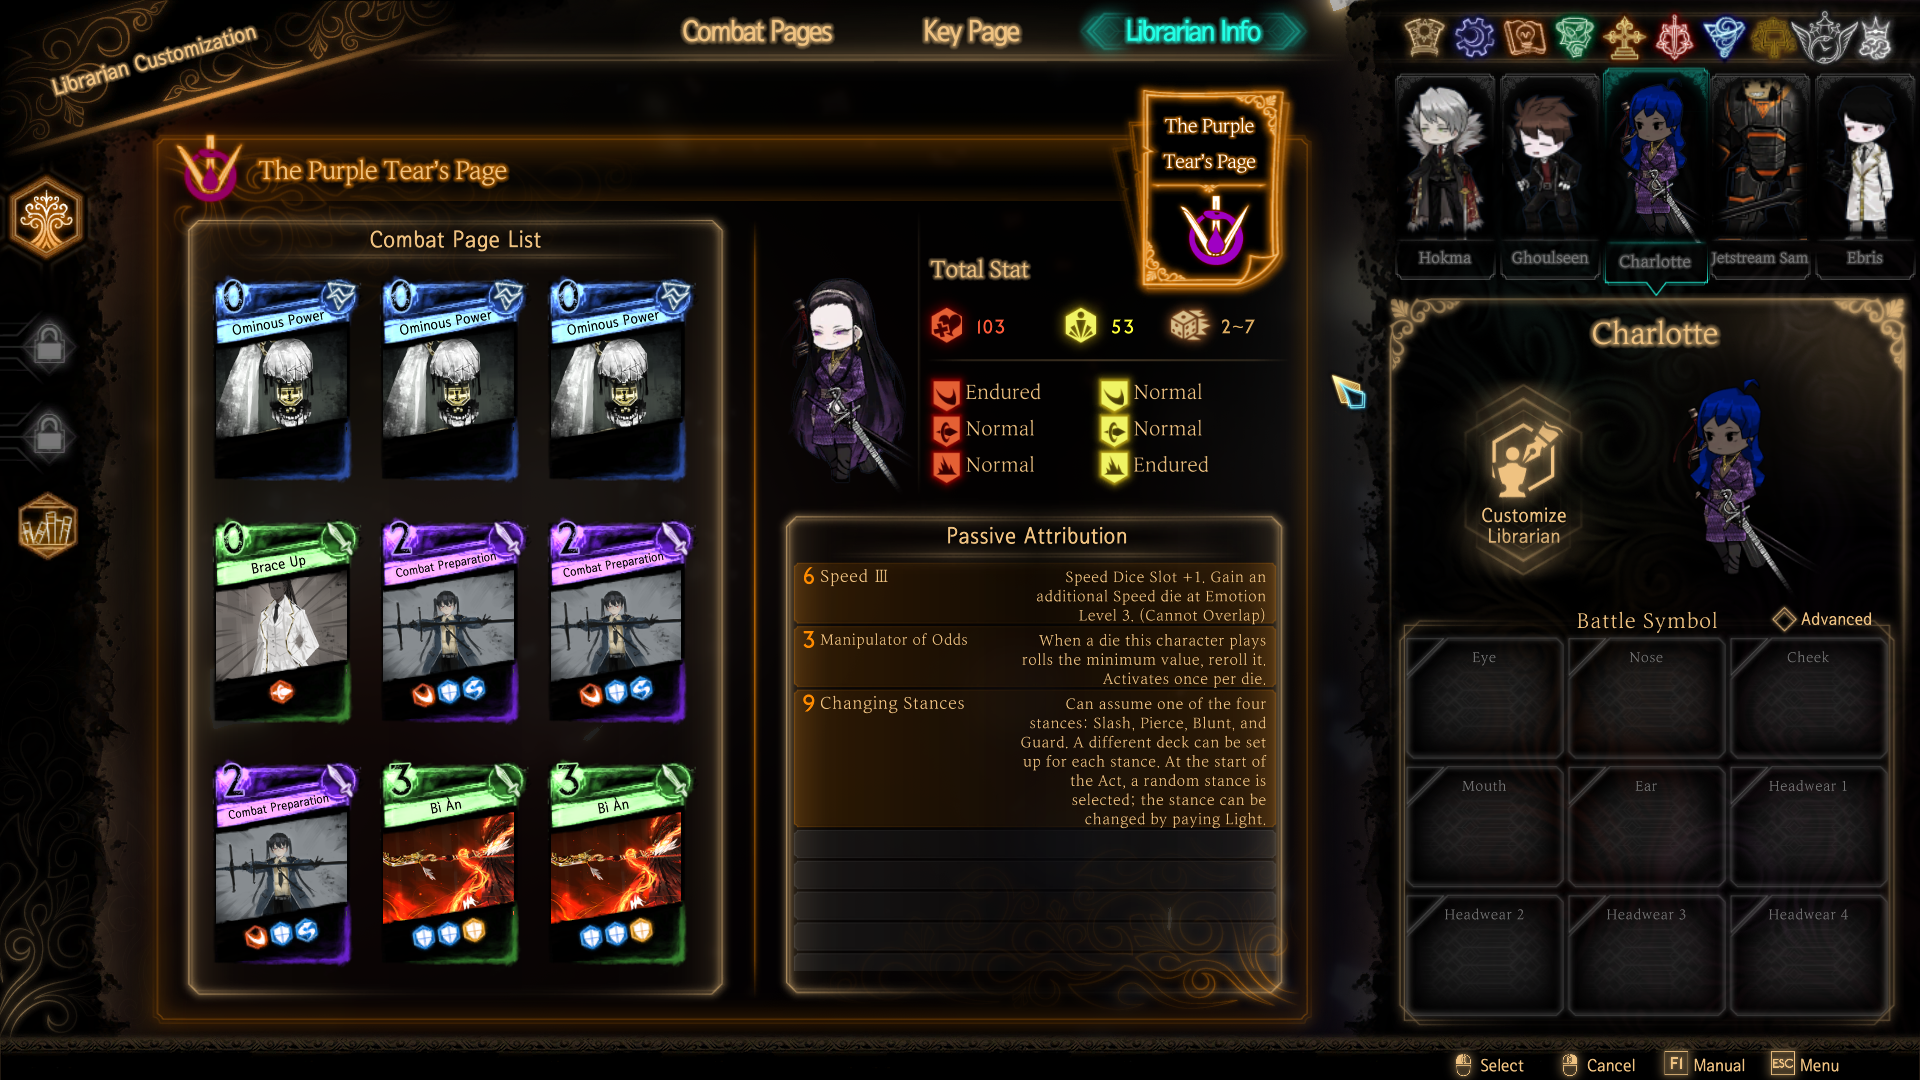 Librarian Customization
Combat Pages
Key Page
Librarian Info
The Purple Tear's Page
The Purple
Tear's Page
Combat Page List
0
Ominous Power
0
Ominous Power
0
Ominous Power
0
Brace Up
2
Combat Preparation
2
Combat Preparation
2
Combat Preparation
3
Bì Àn
3
Bì Àn
Total Stat
103
53
2~7
Endured
Normal
Normal
Normal
Normal
Endured
Passive Attribution
6 Speed Ⅲ
Speed Dice Slot +1. Gain an
additional Speed die at Emotion
Level 3. (Cannot Overlap)
3 Manipulator of Odds
When a die this character plays
rolls the minimum value, reroll it.
Activates once per die.
9 Changing Stances
Can assume one of the four
stances: Slash, Pierce, Blunt, and
Guard. A different deck can be set
up for each stance. At the start of
the Act, a random stance is
selected; the stance can be
changed by paying Light.
Hokma
Ghoulseen
Charlotte
Jetstream Sam
Ebris
Charlotte
Customize
Librarian
Battle Symbol
Advanced
Eye
Nose
Cheek
Mouth
Ear
Headwear 1
Headwear 2
Headwear 3
Headwear 4
Select
Cancel
F1 Manual
ESC Menu